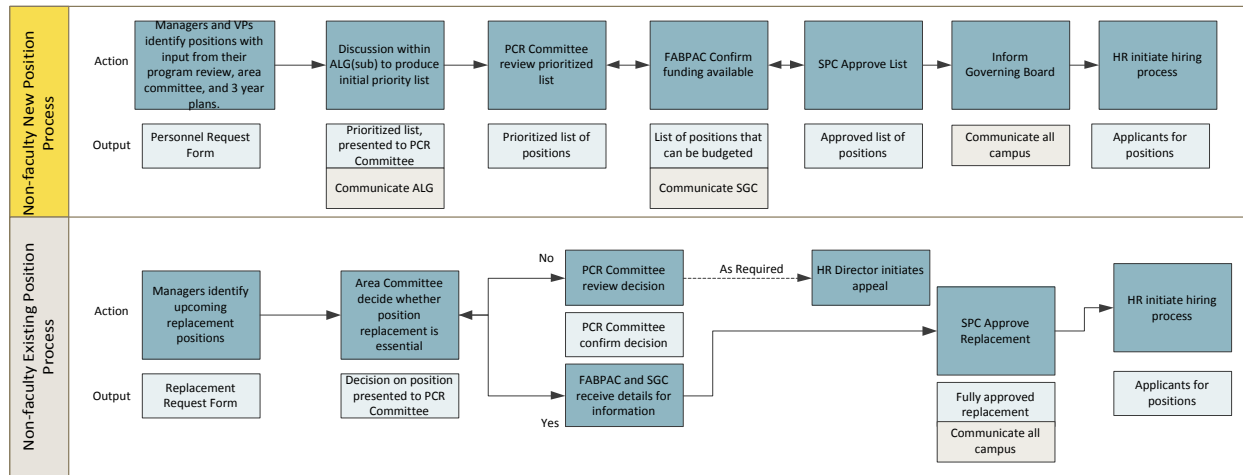 Non-faculty New Position
Process
Action
Managers and VPs
identify positions with
input from their
program review, area
committee, and 3 year
plans.
Discussion within
ALG(sub) to produce
initial priority list
PCR Committee
review prioritized
list
FABPAC Confirm
funding available
SPC Approve List
Inform
Governing Board
HR initiate hiring
process
Output
Personnel Request
Form
Prioritized list,
presented to PCR
Committee
Communicate ALG
Prioritized list of
positions
List of positions that
can be budgeted
Communicate SGC
Approved list of
positions
Communicate all
campus
Applicants for
positions
Non-faculty Existing Position
Process
Action
Managers identify
upcoming
replacement
positions
Area Committee
decide whether
position
replacement is
essential
No
PCR Committee
review decision
As Required
HR Director initiates
appeal
PCR Committee
confirm decision
SPC Approve
Replacement
HR initiate hiring
process
Output
Replacement
Request Form
Decision on position
presented to PCR
Committee
Yes
FABPAC and SGC
receive details for
information
Fully approved
replacement
Communicate all
campus
Applicants for
positions